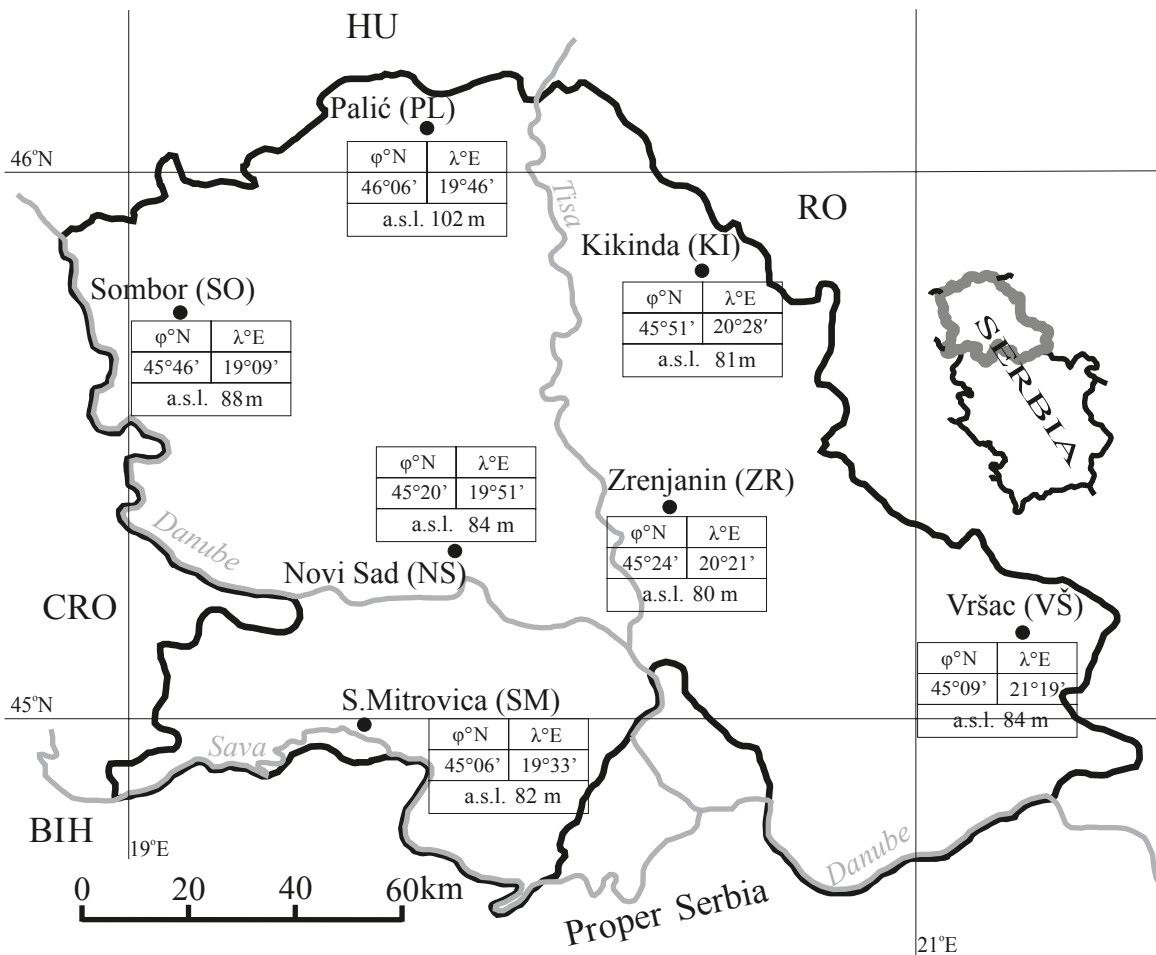 HU
Palić (PL)
φ°N λ°E
46°06’ 19°46’
a.s.l. 102 m
46°N
Tisa
RO
Kikinda (KI)
φ°N λ°E
45°51’ 20°28′
a.s.l. 81m
Sombor (SO)
φ°N λ°E
45°46’ 19°09’
a.s.l. 88 m
SERBIA
φ°N λ°E
45°20’ 19°51’
a.s.l. 84 m
Novi Sad (NS)
Zrenjanin (ZR)
φ°N λ°E
45°24’ 20°21’
a.s.l. 80 m
Danube
CRO
Vršac (VŠ)
φ°N λ°E
45°09’ 21°19’
a.s.l. 84 m
45°N
S.Mitrovica (SM)
φ°N λ°E
45°06’ 19°33’
a.s.l. 82 m
Sava
BIH
19°E
Danube
0 20 40 60km
Proper Serbia
21°E